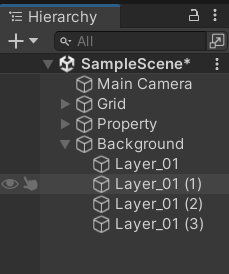 Hierarchy
All
SampleScene*
Main Camera
Grid
Property
Background
Layer_01
Layer_01 (1)
Layer_01 (2)
Layer_01 (3)